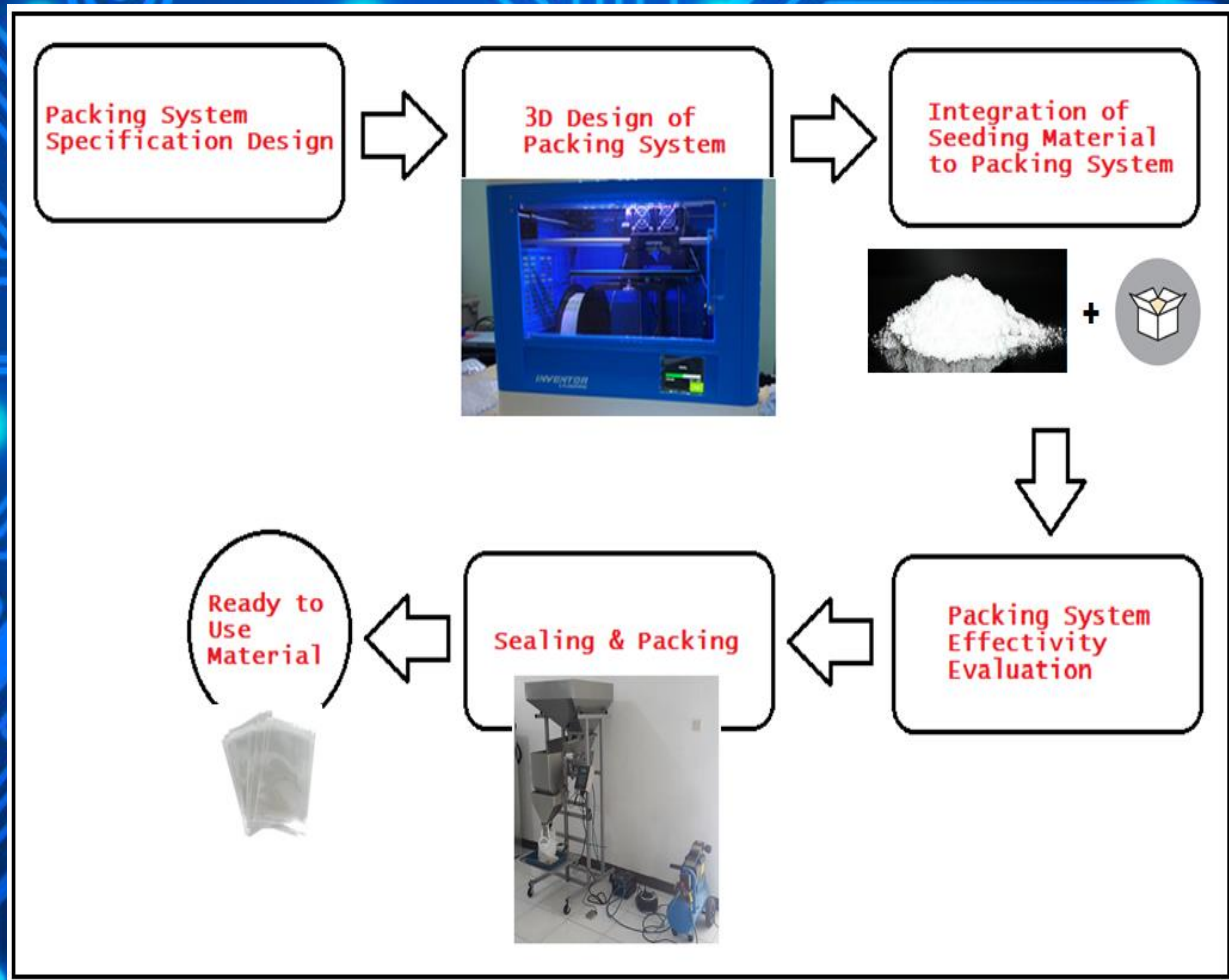 Packing System
Specification Design
3D Design of
Packing System
INVENTOR
Integration of
Seeding Material
to Packing System
+
Packing System
Effectivity
Evaluation
Sealing & Packing
Ready to
Use
Material